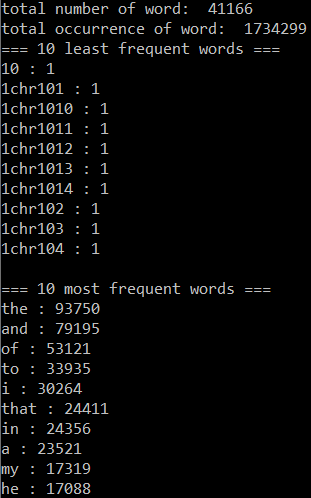 total number of word:  41166
total occurrence of word:  1734299
=== 10 least frequent words ===
10 : 1
1chr101 : 1
1chr1010 : 1
1chr1011 : 1
1chr1012 : 1
1chr1013 : 1
1chr1014 : 1
1chr102 : 1
1chr103 : 1
1chr104 : 1

=== 10 most frequent words ===
the : 93750
and : 79195
of : 53121
to : 33935
i : 30264
that : 24411
in : 24356
a : 23521
my : 17319
he : 17088